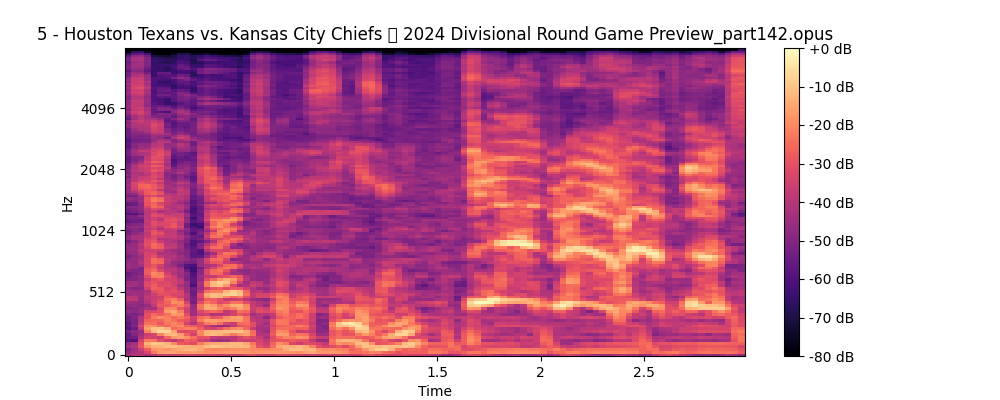 5 - Houston Texans vs. Kansas City Chiefs ▯ 2024 Divisional Round Game Preview_part142.opus
+0 dB
4096
-10 dB
-20 dB
2048
-30 dB
Hz
-40 dB
1024
-50 dB
512
-60 dB
-70 dB
0
-80 dB
0 0.5 1 1.5 2 2.5
Time